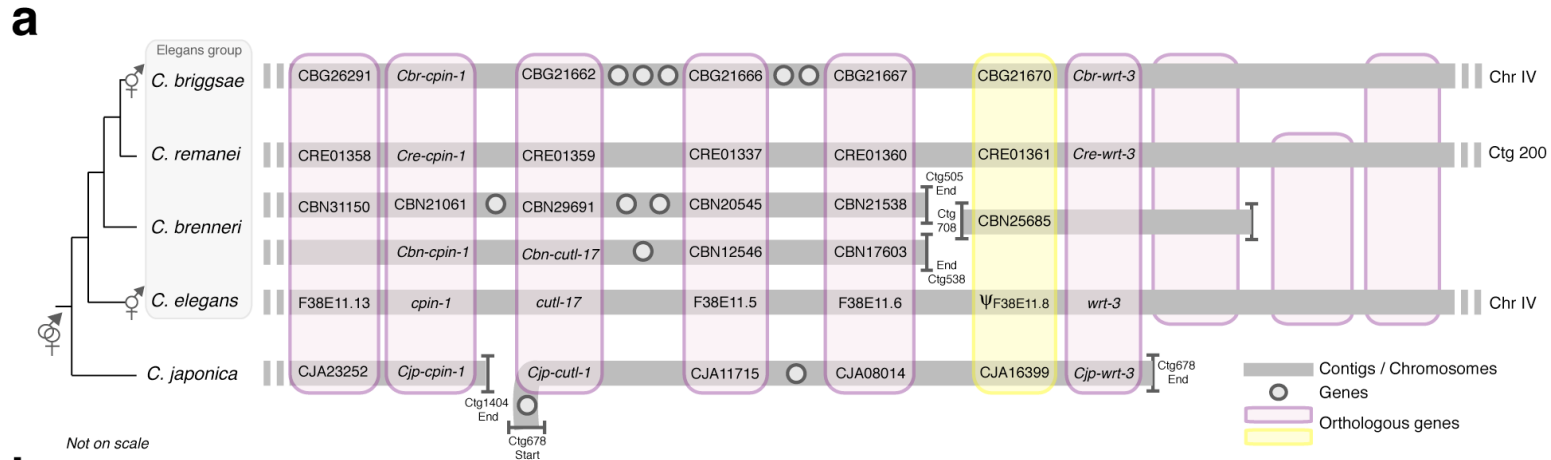 a
Elegans group
C. briggsae CBG26291 Cbr-cpin-1 CBG21662 CBG21666 CBG21667 CBG21670 Cbr-wrt-3 Chr IV
C. remanei CRE01358 Cre-cpin-1 CRE01359 CRE01337 CRE01360 CRE01361 Cre-wrt-3 Ctg 200
Ctg505
End
C. brenneri CBN31150 CBN21061 CBN29691 CBN20545 CBN21538
Ctg
708
CBN25685
Cbn-cpin-1 Cbn-cutl-17 CBN12546 CBN17603
End
Ctg538
C. elegans F38E11.13 cpin-1 cutl-17 F38E11.5 F38E11.6 ΨF38E11.8 wrt-3 Chr IV
C. japonica CJA23252 Cjp-cpin-1 Cjp-cutl-1 CJA11715 CJA08014 CJA16399 Cjp-wrt-3
Ctg678
End
Ctg1404
End
Ctg678
Start
Contigs / Chromosomes
Genes
Orthologous genes
Not on scale